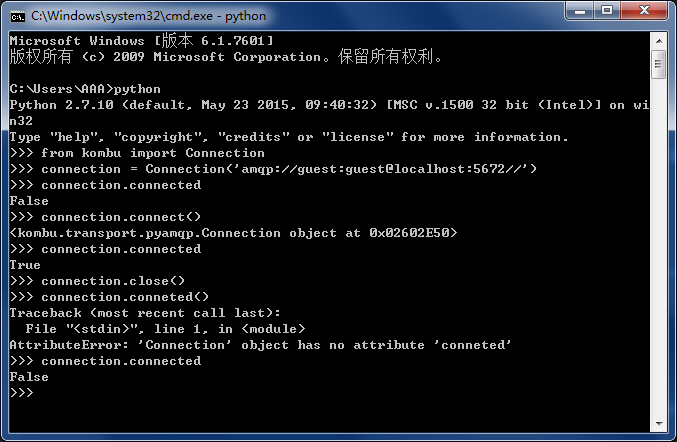 C:\Windows\system32\cmd.exe - python
Microsoft Windows [版本 6.1.7601]
版权所有 (c) 2009 Microsoft Corporation。保留所有权利。
C:\Users\AAA>python
Python 2.7.10 (default, May 23 2015, 09:40:32) [MSC v.1500 32 bit (Intel)] on wi
n32
Type "help", "copyright", "credits" or "license" for more information.
>>> from kombu import Connection
>>> connection = Connection('amqp://guest:guest@localhost:5672//')
>>> connection.connected
False
>>> connection.connect()
<kombu.transport.pyamqp.Connection object at 0x02602E50>
>>> connection.connected
True
>>> connection.close()
>>> connection.conneted()
Traceback (most recent call last):
  File "<stdin>", line 1, in <module>
AttributeError: 'Connection' object has no attribute 'conneted'
>>> connection.connected
False
>>>